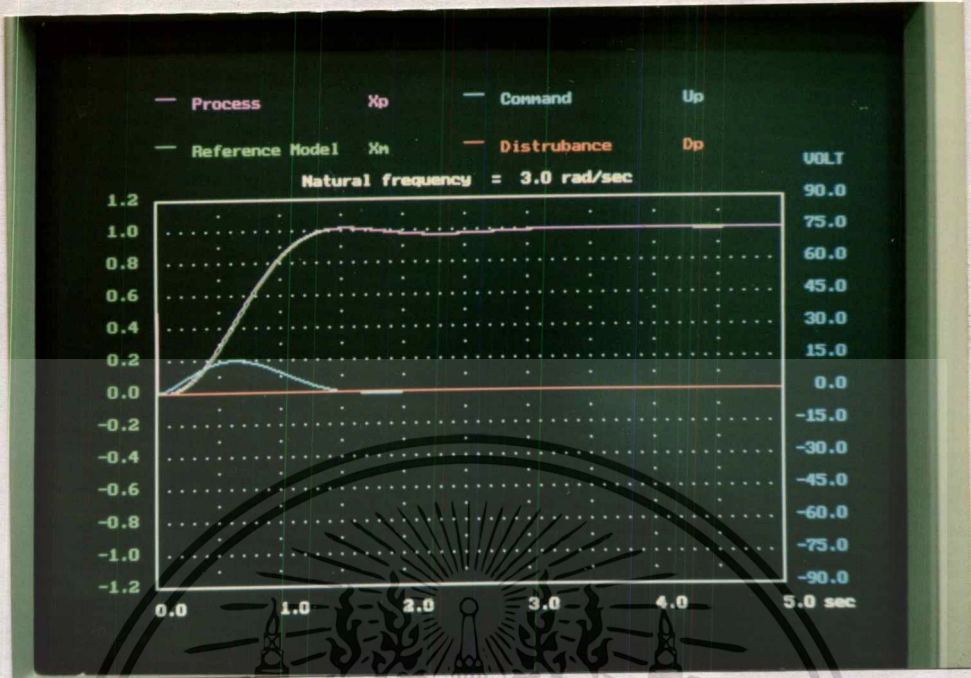 Process Xp Command Up
Reference Model Xm Distrubance Dp
VOLT
Natural frequency = 3.0 rad/sec
1.2 90.0
1.0 75.0
0.8 60.0
0.6 45.0
0.4 30.0
0.2 15.0
0.0 0.0
-0.2 -15.0
-0.4 -30.0
-0.6 -45.0
-0.8 -60.0
-1.0 -75.0
-1.2 -90.0
0.0 1.0 2.0 3.0 4.0 5.0 sec